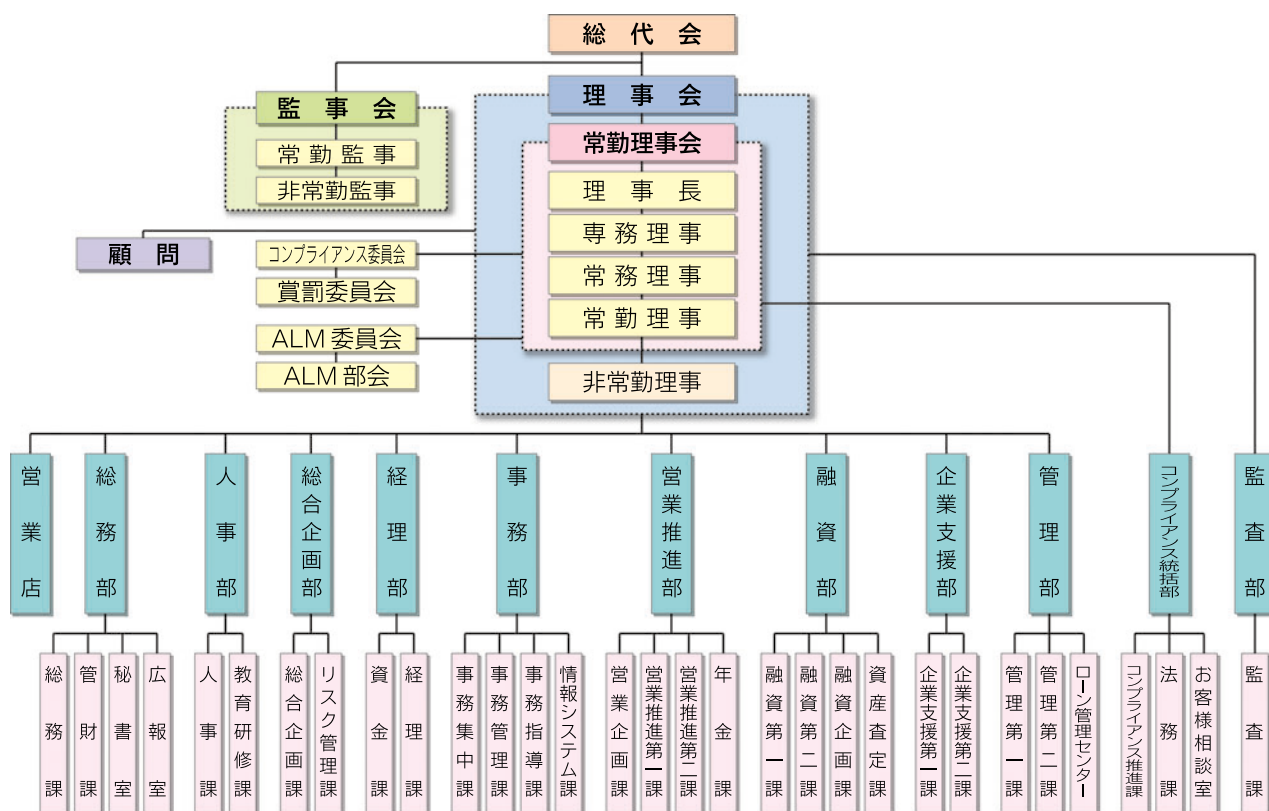 総代会
監事会
常勤監事
非常勤監事
理事会
常勤理事会
理事長
専務理事
常務理事
常勤理事
非常勤理事
顧問
コンプライアンス委員会
賞罰委員会
ALM委員会
ALM部会
営業店
総務部
人事部
総合企画部
経理部
事務部
営業推進部
融資部
企業支援部
管理部
コンプライアンス統括部
監査部
総務課
管財課
秘書室
広報室
人事課
教育研修課
総合企画課
リスク管理課
資金課
経理課
事務集中課
事務管理課
事務指導課
情報システム課
営業企画課
営業推進第一課
営業推進第二課
年金課
融資第一課
融資第二課
融資企画課
資産査定課
企業支援第一課
企業支援第二課
管理第一課
管理第二課
ローン管理センター
コンプライアンス推進課
法務課
お客様相談室
監査課